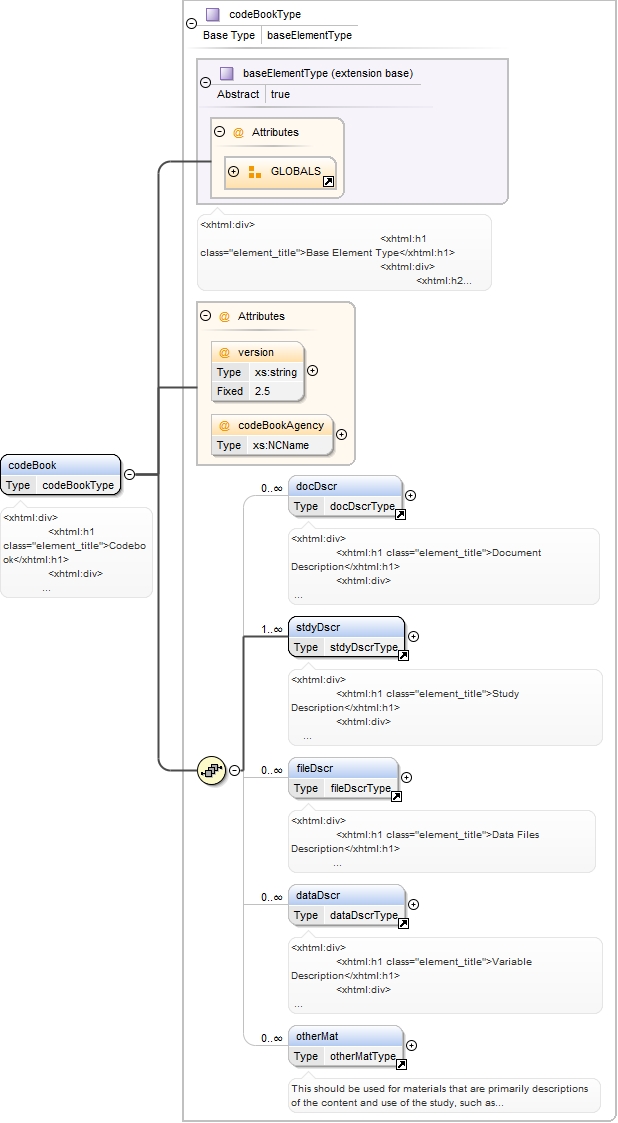 codeBookType
Base Type baseElementType
baseElementType (extension base)
Abstract true
@ Attributes
GLOBALS
<xhtml:div>
<xhtml:h1
class="element_title">Base Element Type</xhtml:h1>
<xhtml:div>
<xhtml:h2...
@ Attributes
@ version
Type xs:string
Fixed 2.5
@ codeBookAgency
Type xs:NCName
codeBook
Type codeBookType
<xhtml:div>
<xhtml:h1
class="element_title">Codebo
ok</xhtml:h1>
<xhtml:div>
...
0..∞
docDscr
Type docDscrType
<xhtml:div>
<xhtml:h1 class="element_title">Document
Description</xhtml:h1>
<xhtml:div>
...
1..∞
stdyDscr
Type stdyDscrType
<xhtml:div>
<xhtml:h1 class="element_title">Study
Description</xhtml:h1>
<xhtml:div>
...
0..∞
fileDscr
Type fileDscrType
<xhtml:div>
<xhtml:h1 class="element_title">Data Files
Description</xhtml:h1>
...
0..∞
dataDscr
Type dataDscrType
<xhtml:div>
<xhtml:h1 class="element_title">Variable
Description</xhtml:h1>
<xhtml:div>
...
0..∞
otherMat
Type otherMatType
This should be used for materials that are primarily descriptions
of the content and use of the study, such as...